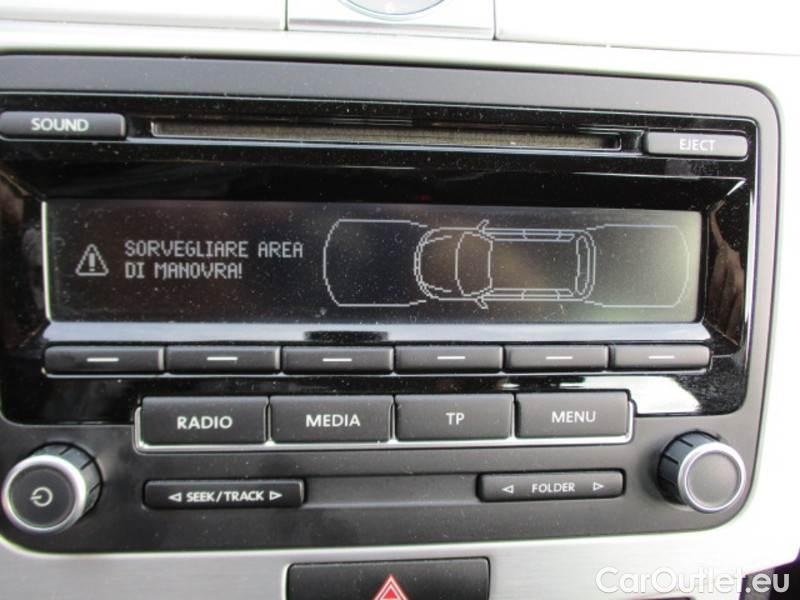 SOUND
EJECT
SORVEGLIARE AREA
DI MANOVRA!
RADIO
MEDIA
TP
MENU
SEEK/TRACK
FOLDER
CarOutlet.eu